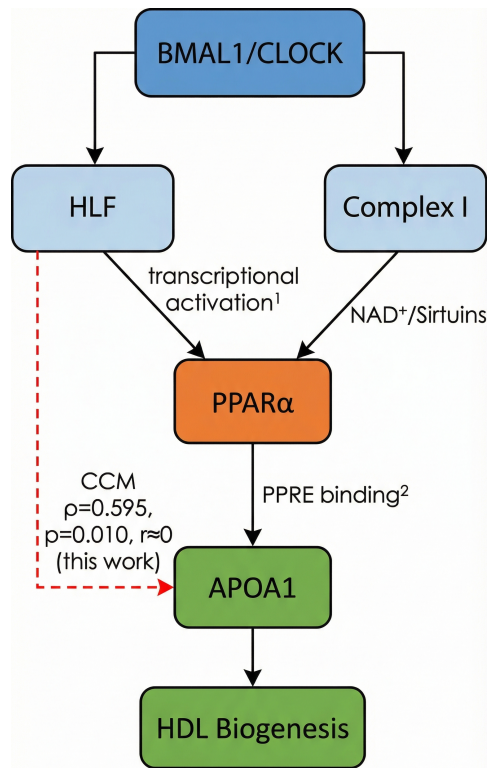 BMAL1/CLOCK
HLF
Complex I
transcriptional
activation¹
NAD⁺/Sirtuins
PPARα
CCM
ρ=0.595,
p=0.010, r≈0
(this work)
PPRE binding²
APOA1
HDL Biogenesis